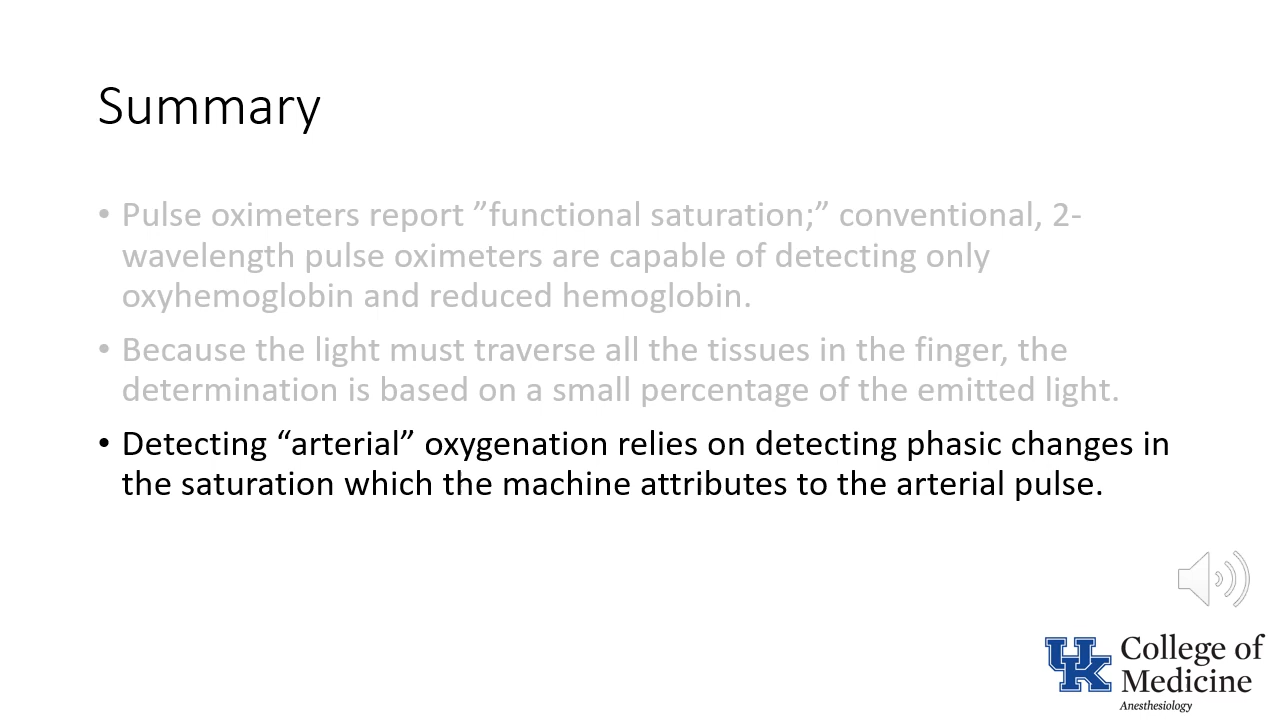 Summary
• Pulse oximeters report ”functional saturation;” conventional, 2-
wavelength pulse oximeters are capable of detecting only
oxyhemoglobin and reduced hemoglobin.
• Because the light must traverse all the tissues in the finger, the
determination is based on a small percentage of the emitted light.
• Detecting “arterial” oxygenation relies on detecting phasic changes in
the saturation which the machine attributes to the arterial pulse.
UK
College of
Medicine
Anesthesiology